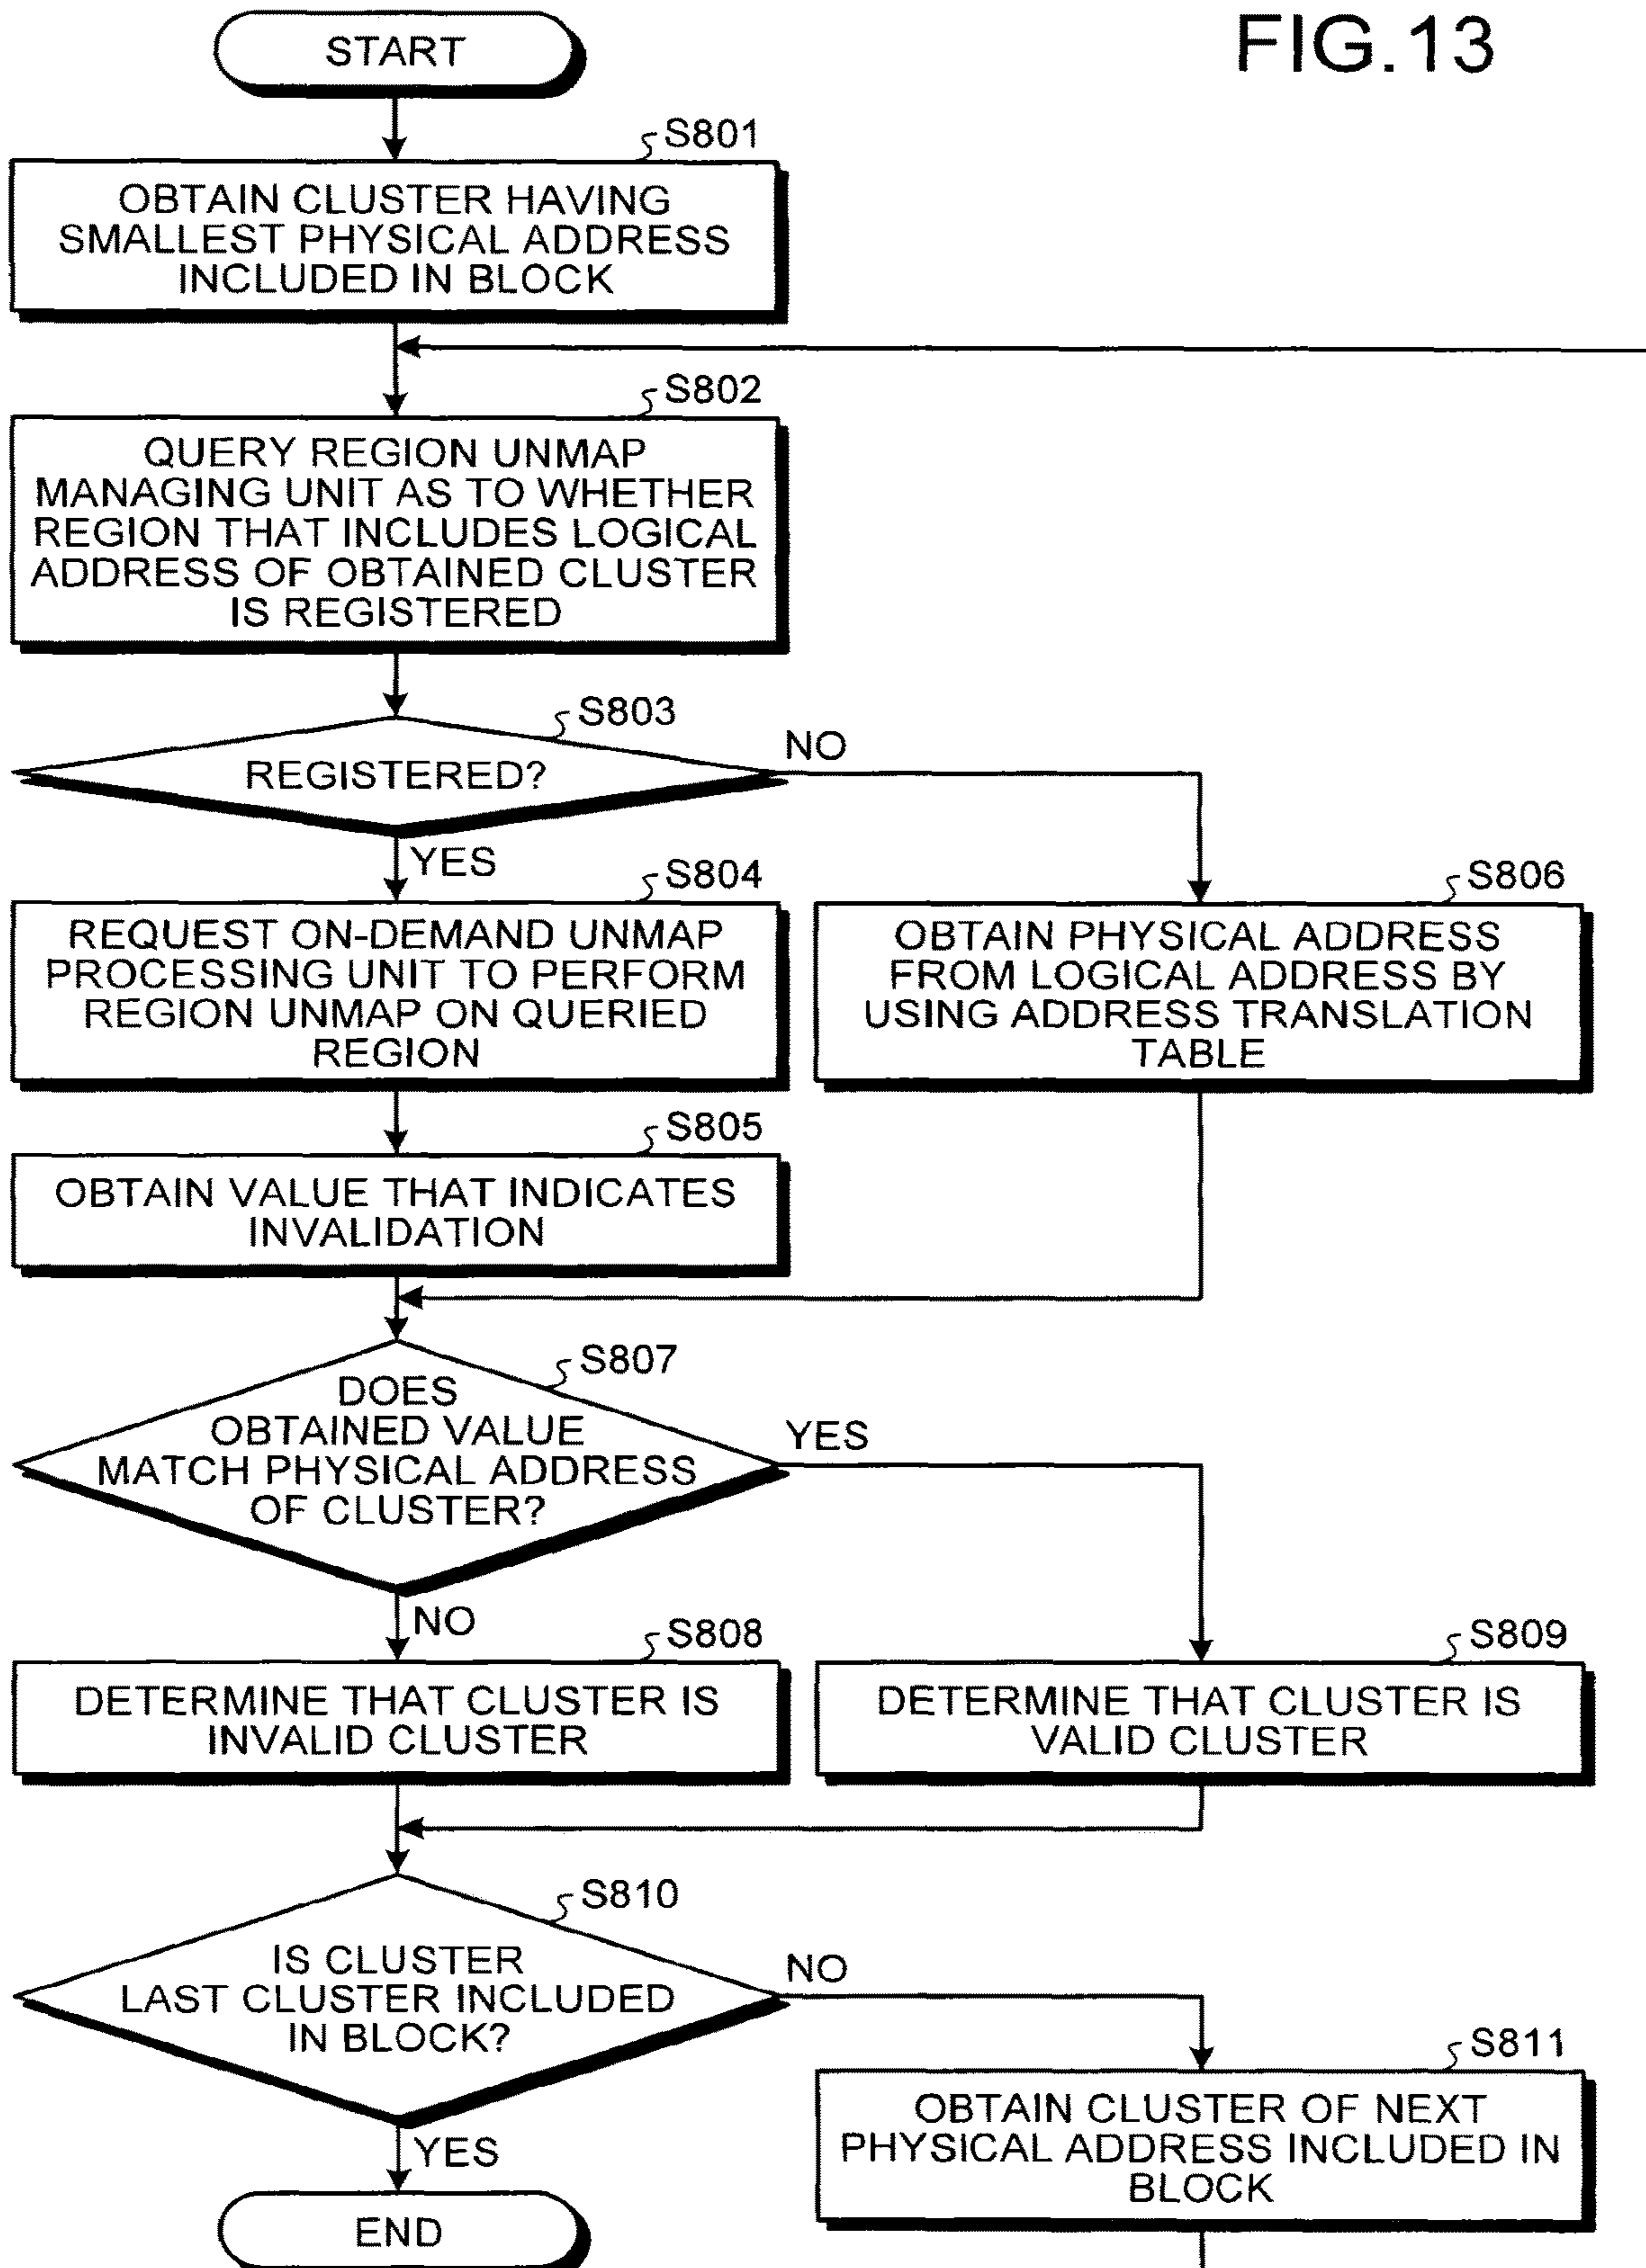 FIG.13
START
S801
OBTAIN CLUSTER HAVING
SMALLEST PHYSICAL ADDRESS
INCLUDED IN BLOCK
S802
QUERY REGION UNMAP
MANAGING UNIT AS TO WHETHER
REGION THAT INCLUDES LOGICAL
ADDRESS OF OBTAINED CLUSTER
IS REGISTERED
S803
REGISTERED?
NO
YES
S804
REQUEST ON-DEMAND UNMAP
PROCESSING UNIT TO PERFORM
REGION UNMAP ON QUERIED
REGION
S806
OBTAIN PHYSICAL ADDRESS
FROM LOGICAL ADDRESS BY
USING ADDRESS TRANSLATION
TABLE
S805
OBTAIN VALUE THAT INDICATES
INVALIDATION
S807
DOES
OBTAINED VALUE
MATCH PHYSICAL ADDRESS
OF CLUSTER?
YES
NO
S808
DETERMINE THAT CLUSTER IS
INVALID CLUSTER
S809
DETERMINE THAT CLUSTER IS
VALID CLUSTER
S810
IS CLUSTER
LAST CLUSTER INCLUDED
IN BLOCK?
NO
YES
S811
OBTAIN CLUSTER OF NEXT
PHYSICAL ADDRESS INCLUDED IN
BLOCK
END